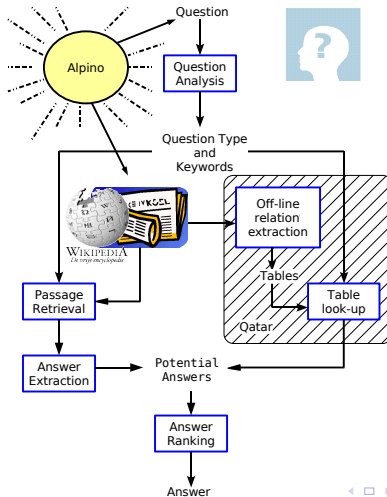 Question
Alpino
Question
Analysis
Question Type
and
Keywords
Off-line
relation
extraction
WIKIPEDIA
De vrije encyclopedie
Tables
Passage
Retrieval
Table
look-up
Qatar
Answer
Extraction
Potential
Answers
Answer
Ranking
Answer